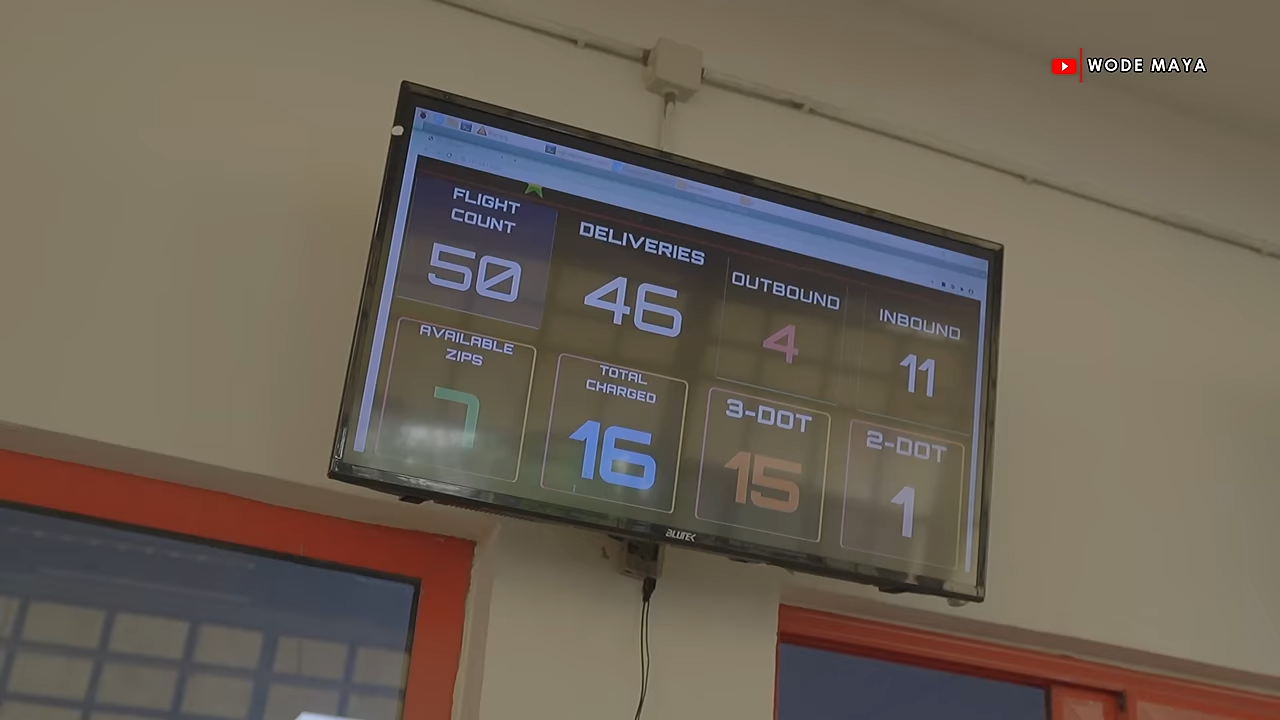 WODE MAYA
FLIGHT
COUNT
50
DELIVERIES
46
OUTBOUND
4
INBOUND
11
AVAILABLE
ZIPS
7
TOTAL
CHARGED
16
3-DOT
15
2-DOT
1
BLUTEK